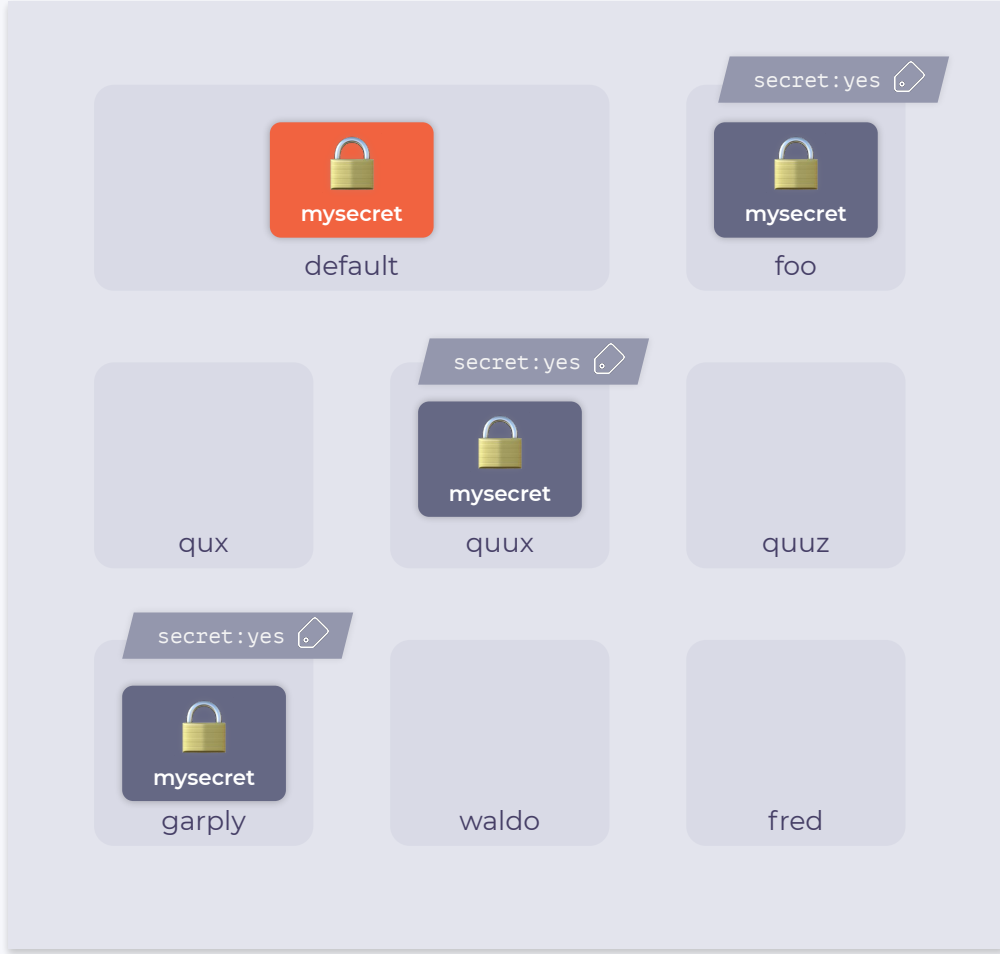 secret:yes
mysecret
mysecret
default
foo
secret:yes
mysecret
qux
quux
quuz
secret:yes
mysecret
garply
waldo
fred